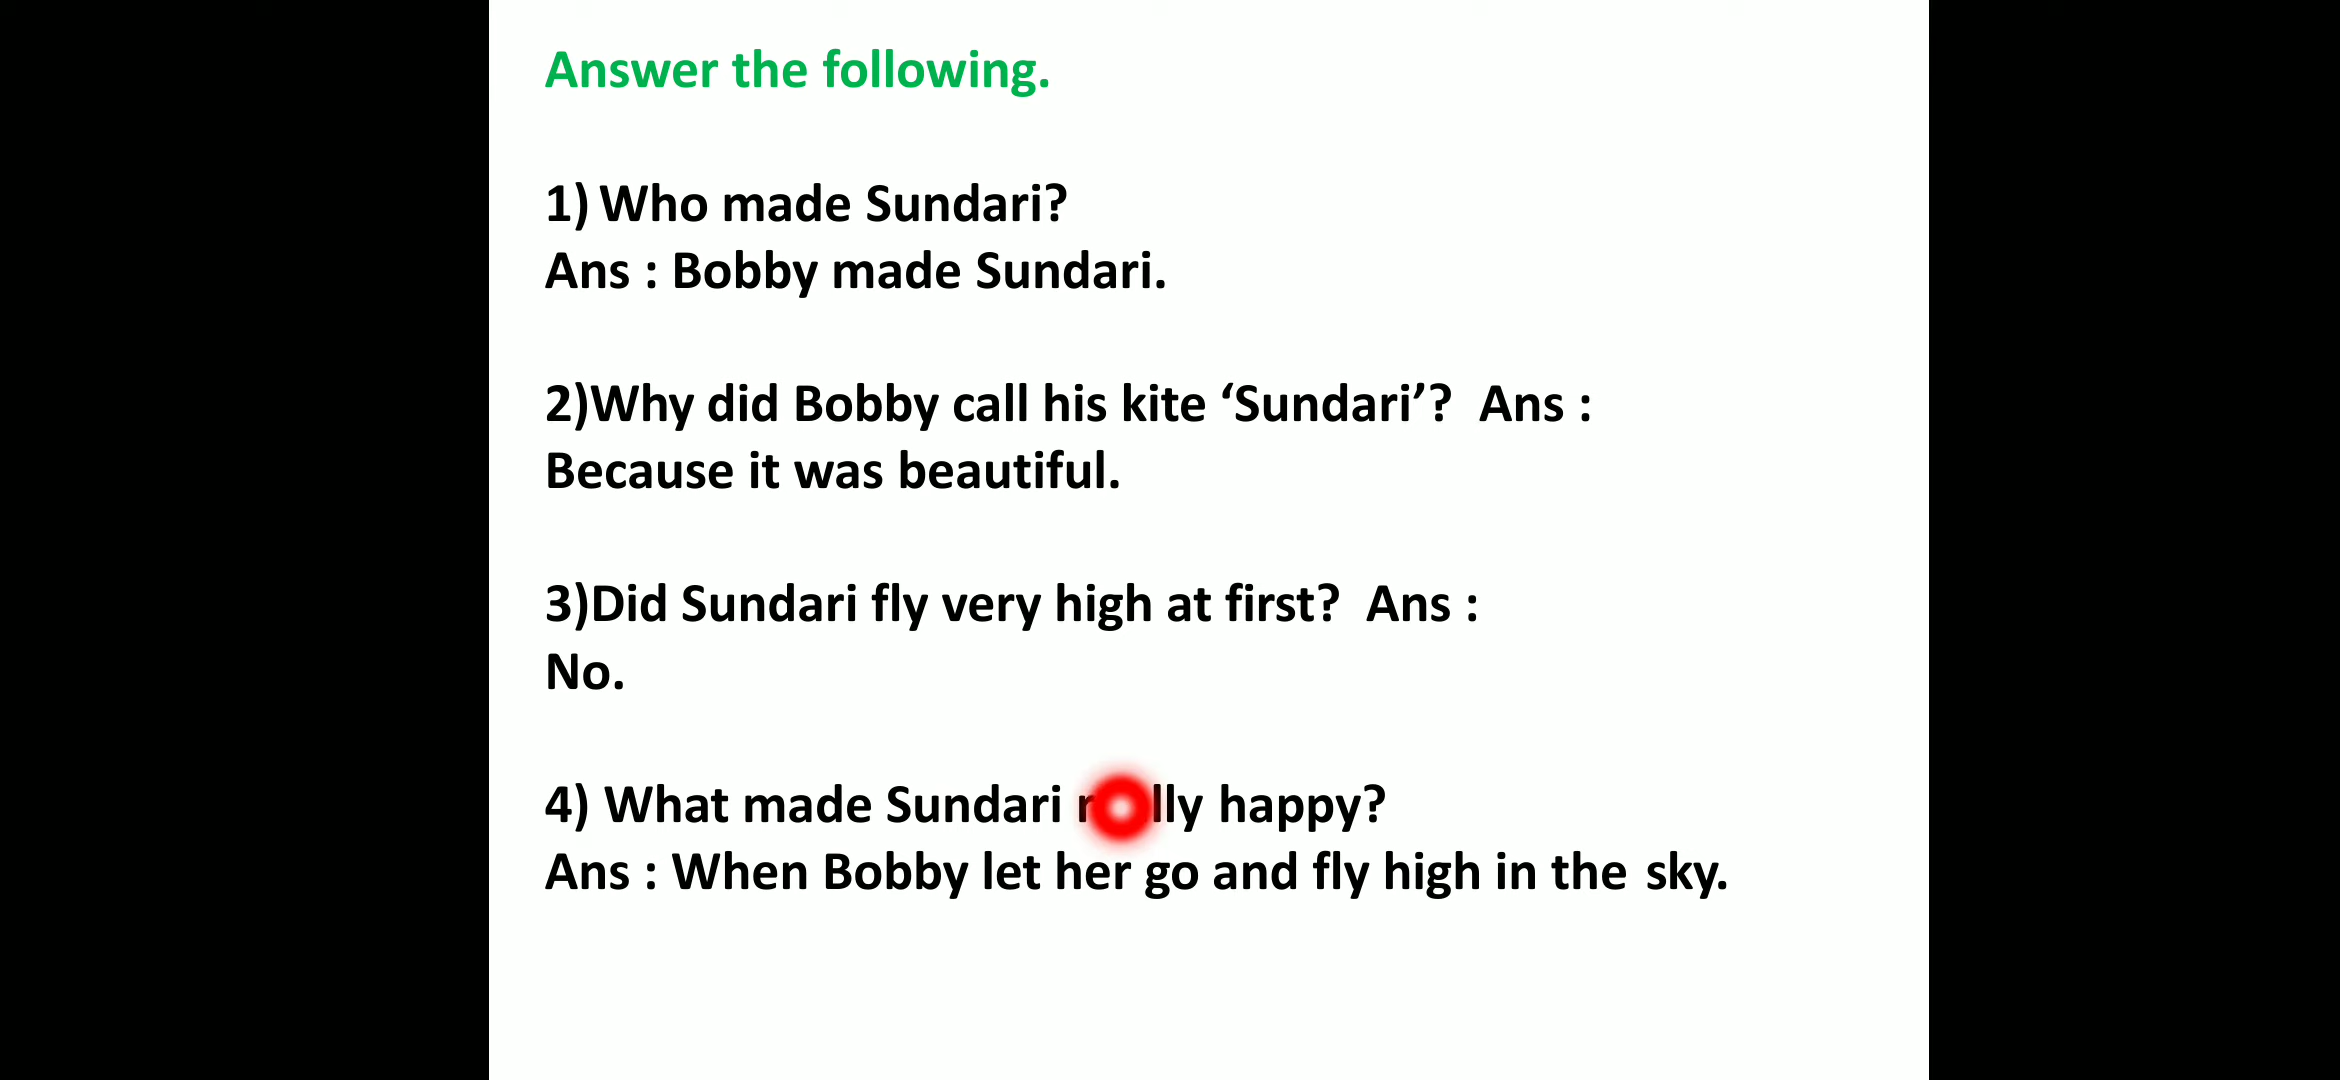 Answer the following.
1) Who made Sundari?
Ans : Bobby made Sundari.
2)Why did Bobby call his kite ‘Sundari’?  Ans :
Because it was beautiful.
3)Did Sundari fly very high at first?  Ans :
No.
4) What made Sundari happy?
Ans : When Bobby let her go and fly high in the sky.